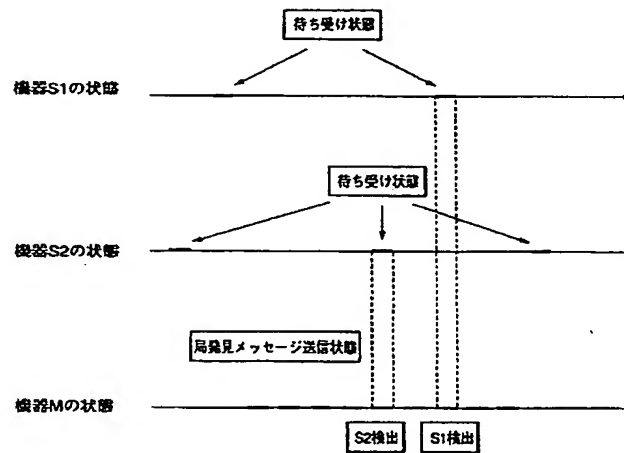 待ち受け状態
機器S1の状態
待ち受け状態
機器S2の状態
局発見メッセージ送信状態
機器Mの状態
S2検出
S1検出